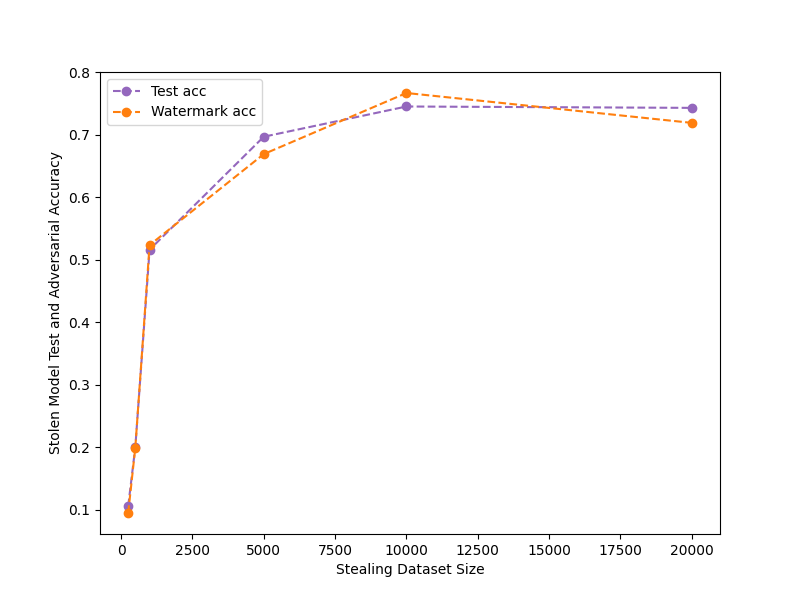 Test acc
Watermark acc
Stolen Model Test and Adversarial Accuracy
0.8
0.7
0.6
0.5
0.4
0.3
0.2
0.1
0 2500 5000 7500 10000 12500 15000 17500 20000
Stealing Dataset Size